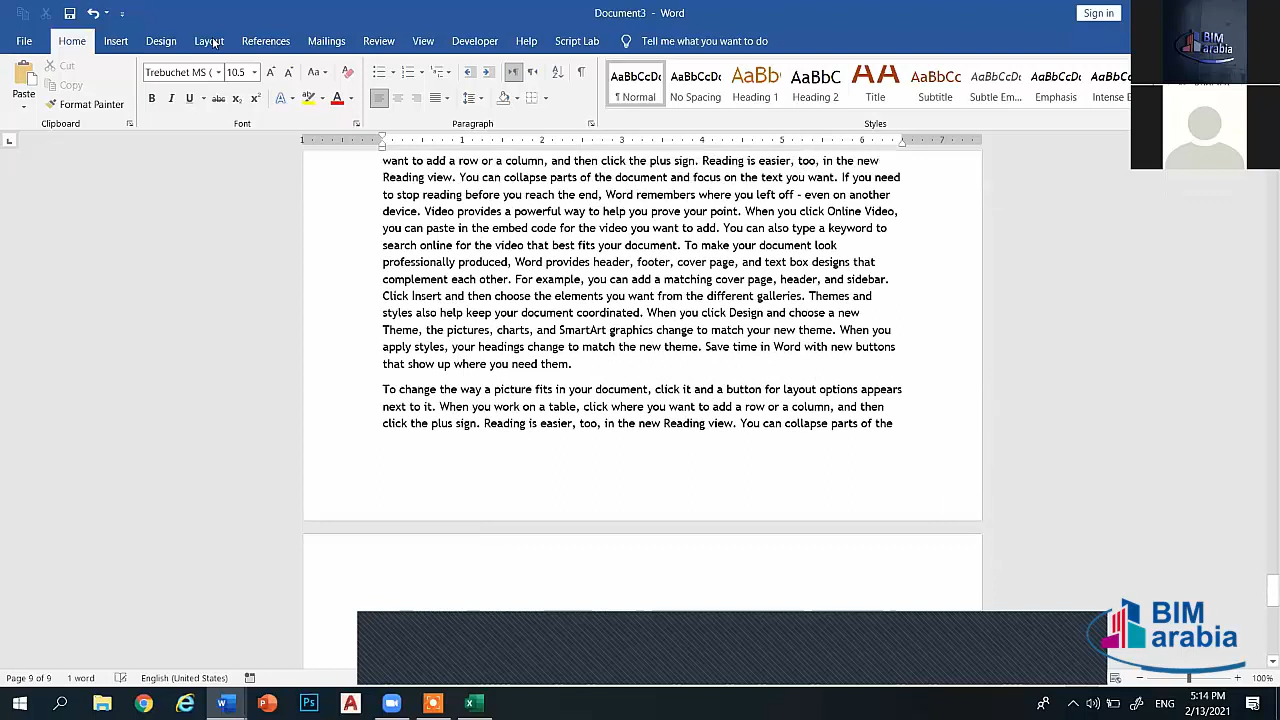 Document3 - Word
Sign in
File Home Insert Design Layout References Mailings Review View Developer Help Script Lab Tell me what you want to do
BIM
arabia
Paste
Cut
Copy
Format Painter
Clipboard
Trebuchet MS ( 10.5
Font
Paragraph
AaBbCcDc AaBbCcDc AaBb AaBbC AA AaBbCc AaBbCcDc AaBbCcDc AaBbCc
¶ Normal No Spacing Heading 1 Heading 2 Title Subtitle Subtle Em... Emphasis Intense E
Styles
1 1 2 3 4 5 6 7
want to add a row or a column, and then click the plus sign. Reading is easier, too, in the new
Reading view. You can collapse parts of the document and focus on the text you want. If you need
to stop reading before you reach the end, Word remembers where you left off - even on another
device. Video provides a powerful way to help you prove your point. When you click Online Video,
you can paste in the embed code for the video you want to add. You can also type a keyword to
search online for the video that best fits your document. To make your document look
professionally produced, Word provides header, footer, cover page, and text box designs that
complement each other. For example, you can add a matching cover page, header, and sidebar.
Click Insert and then choose the elements you want from the different galleries. Themes and
styles also help keep your document coordinated. When you click Design and choose a new
Theme, the pictures, charts, and SmartArt graphics change to match your new theme. When you
apply styles, your headings change to match the new theme. Save time in Word with new buttons
that show up where you need them.
To change the way a picture fits in your document, click it and a button for layout options appears
next to it. When you work on a table, click where you want to add a row or a column, and then
click the plus sign. Reading is easier, too, in the new Reading view. You can collapse parts of the
BIM
arabia
Page 9 of 9 1 word English (United States) 100%
ENG
5:14 PM
2/13/2021